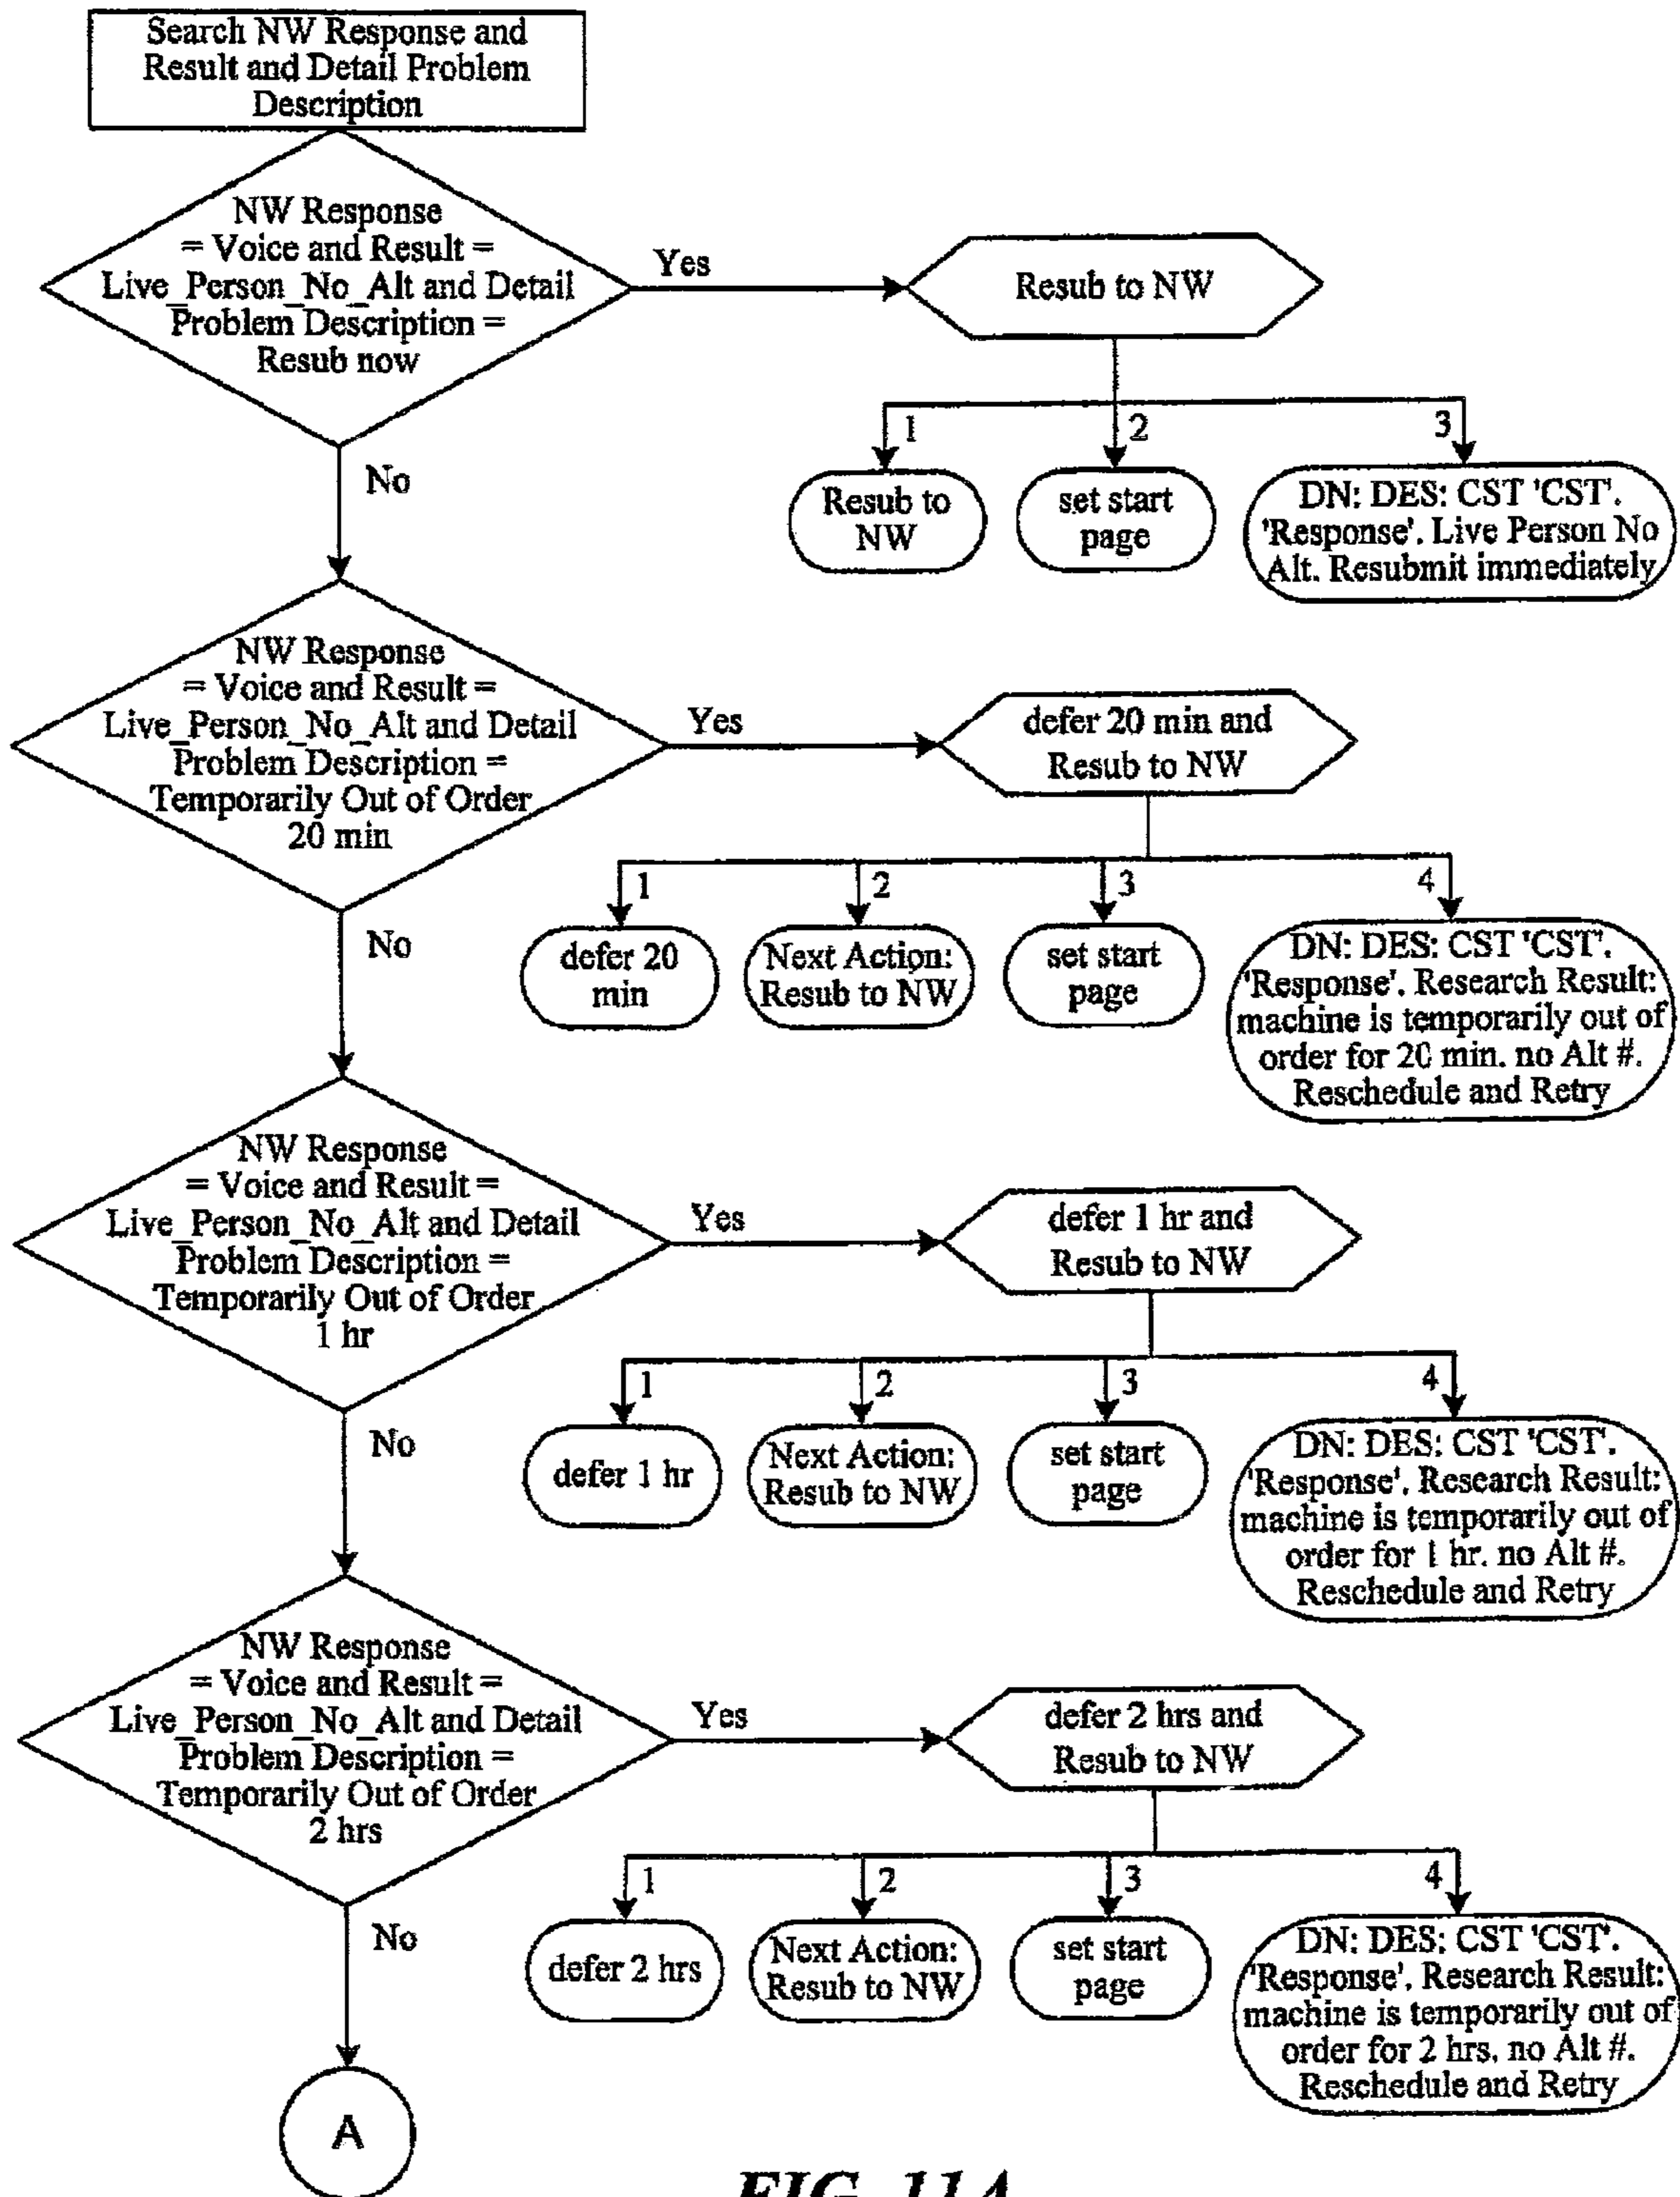 Search NW Response and
Result and Detail Problem
Description
NW Response
= Voice and Result =
Live_Person_No_Alt and Detail
Problem Description =
Resub now
Yes
Resub to NW
1
2
3
Resub to
NW
set start
page
DN: DES: CST 'CST'.
'Response'. Live Person No
Alt. Resubmit immediately
No
NW Response
= Voice and Result =
Live_Person_No_Alt and Detail
Problem Description =
Temporarily Out of Order
20 min
Yes
defer 20 min and
Resub to NW
1
2
3
4
defer 20
min
Next Action:
Resub to NW
set start
page
DN: DES: CST 'CST'.
'Response'. Research Result:
machine is temporarily out of
order for 20 min. no Alt #.
Reschedule and Retry
No
NW Response
= Voice and Result =
Live_Person_No_Alt and Detail
Problem Description =
Temporarily Out of Order
1 hr
Yes
defer 1 hr and
Resub to NW
1
2
3
4
defer 1 hr
Next Action:
Resub to NW
set start
page
DN: DES: CST 'CST'.
'Response'. Research Result:
machine is temporarily out of
order for 1 hr. no Alt #.
Reschedule and Retry
No
NW Response
= Voice and Result =
Live_Person_No_Alt and Detail
Problem Description =
Temporarily Out of Order
2 hrs
Yes
defer 2 hrs and
Resub to NW
1
2
3
4
defer 2 hrs
Next Action:
Resub to NW
set start
page
DN: DES: CST 'CST'.
'Response'. Research Result:
machine is temporarily out of
order for 2 hrs. no Alt #.
Reschedule and Retry
No
A
FIG. 11A